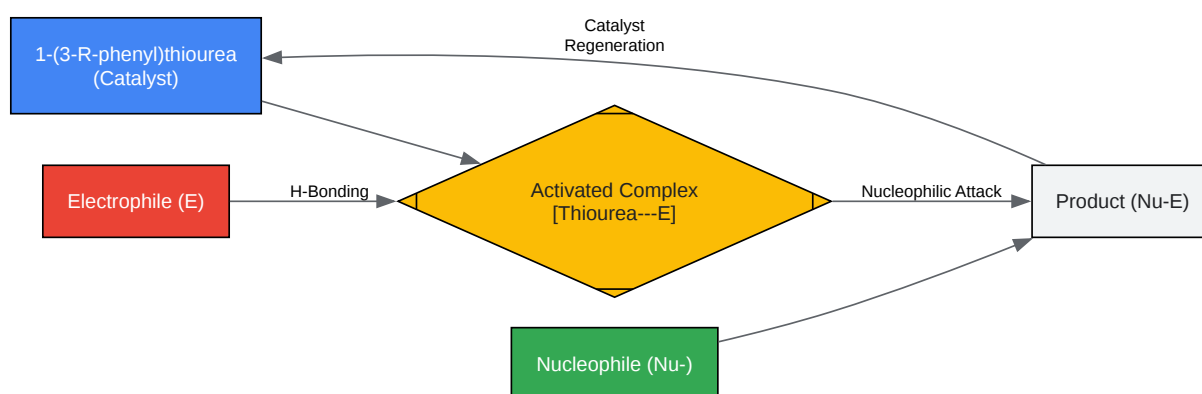 1-(3-R-phenyl)thiourea
(Catalyst)
Catalyst
Regeneration
Electrophile (E)
H-Bonding
Activated Complex
[Thiourea---E]
Nucleophilic Attack
Product (Nu-E)
Nucleophile (Nu-)